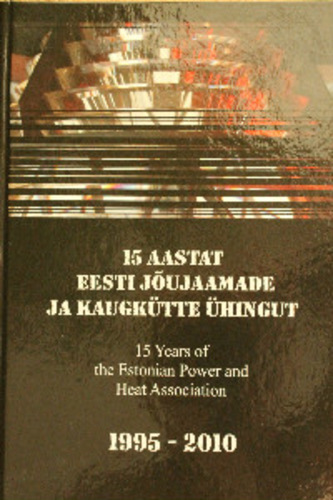 15 AASTAT
EESTI JÕUJAAMADE
JA KAUGKÜTTE ÜHINGUT
15 Years of
the Estonian Power and
Heat Association
1995 - 2010